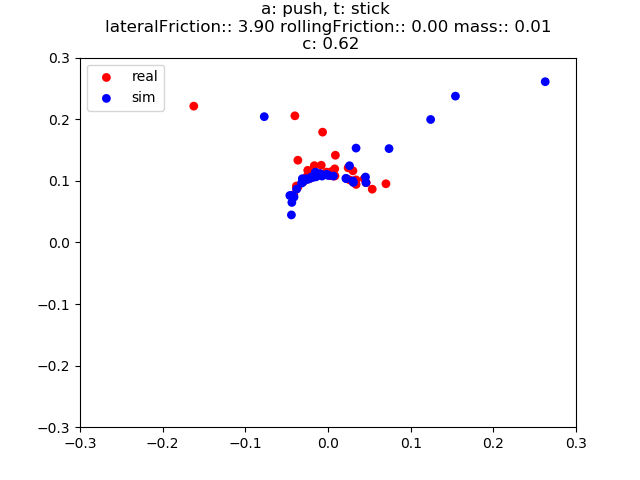 a: push, t: stick
lateralFriction:: 3.90 rollingFriction:: 0.00 mass:: 0.01
c: 0.62
real
sim
0.3
0.2
0.1
0.0
−0.1
−0.2
−0.3
−0.3 −0.2 −0.1 0.0 0.1 0.2 0.3